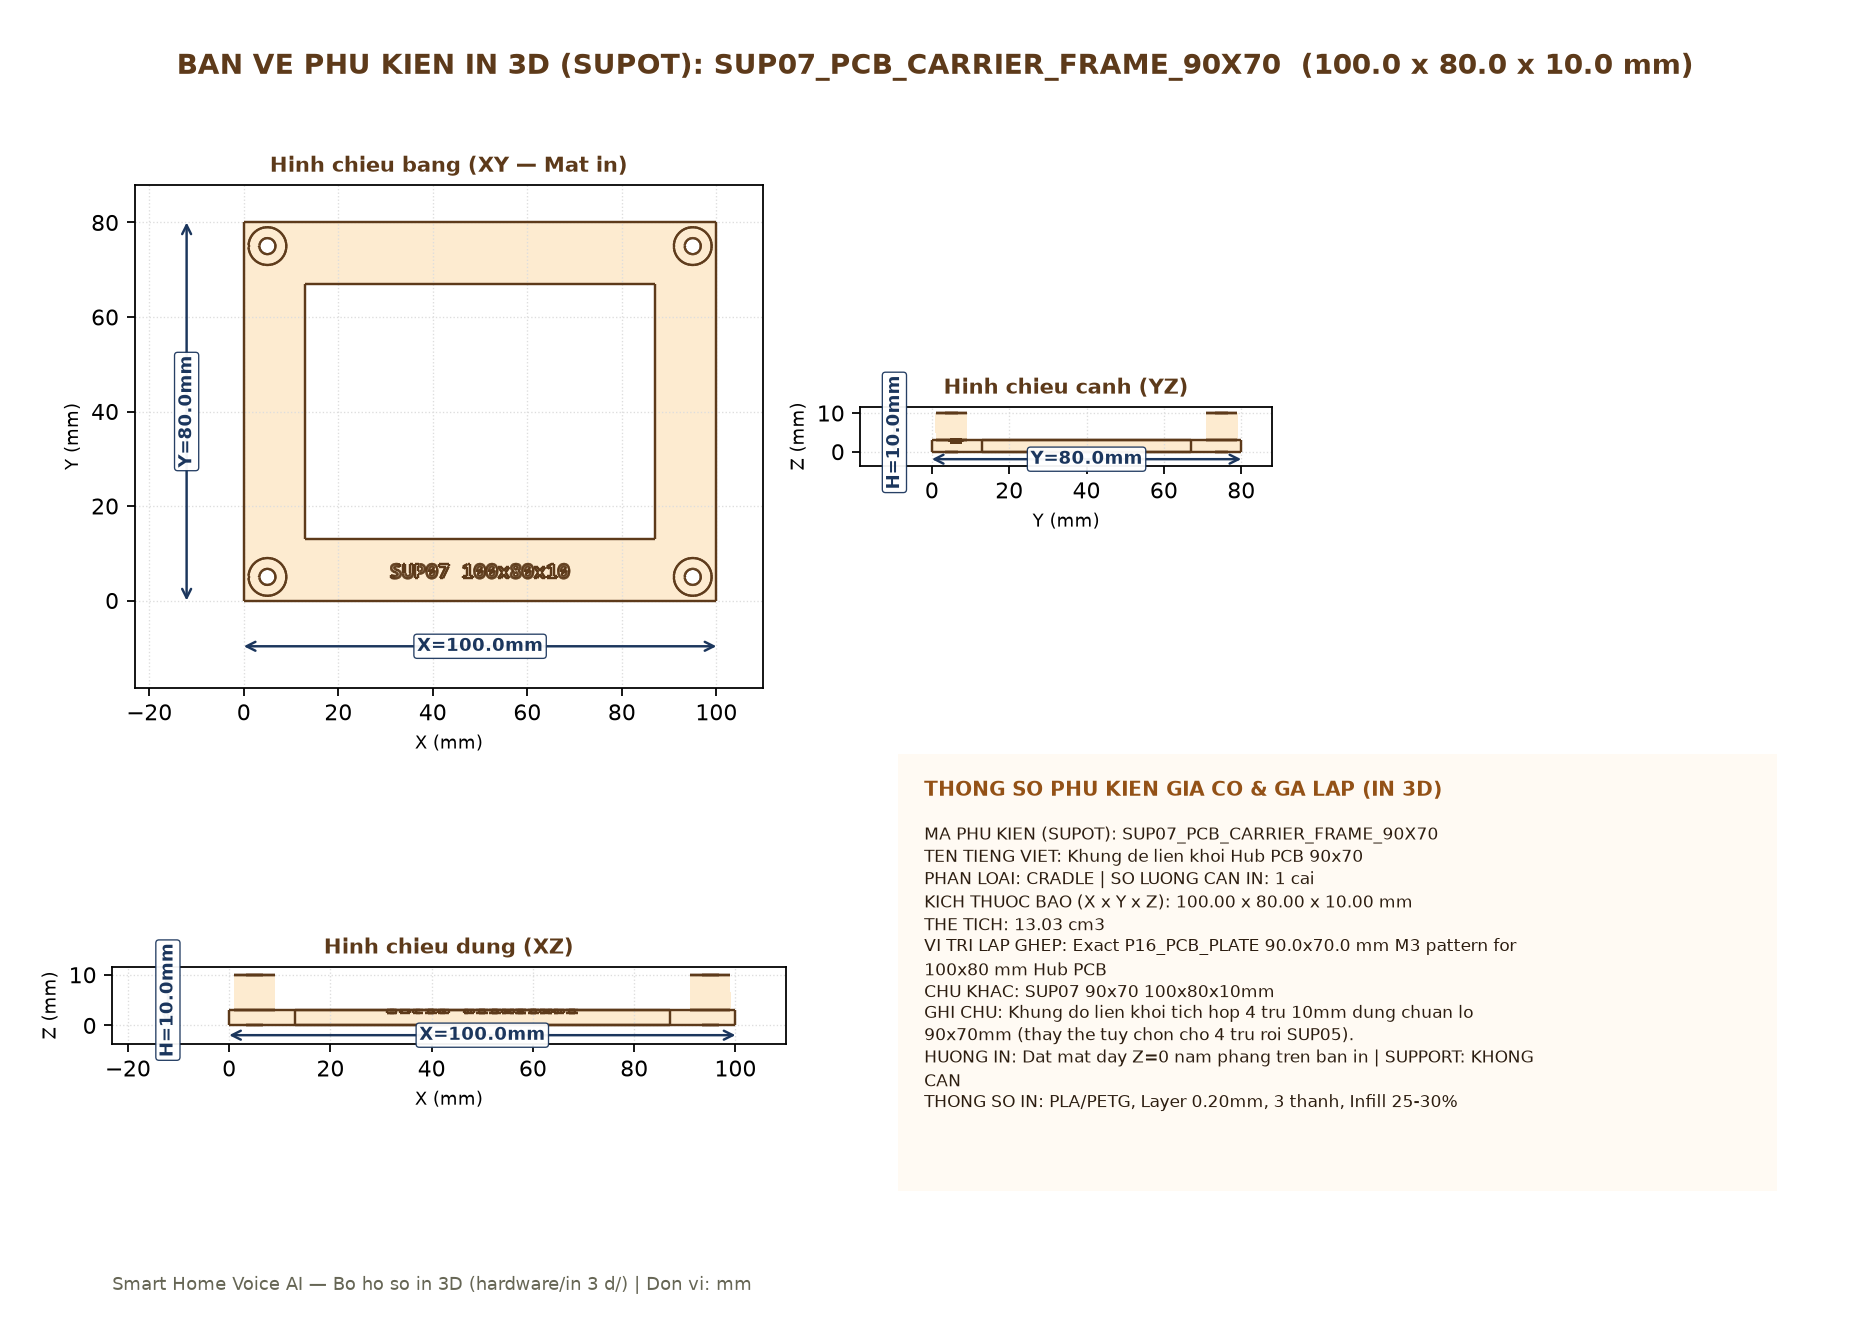 BAN VE PHU KIEN IN 3D (SUPOT): SUP07_PCB_CARRIER_FRAME_90X70 (100.0 x 80.0 x 10.0 mm)
Hinh chieu bang (XY — Mat in)
80
60
40
20
0
Y (mm)
Y=80.0mm
SUP07 100x80x10
X=100.0mm
−20 0 20 40 60 80 100
X (mm)
Hinh chieu canh (YZ)
10
0
Z (mm)
H=10.0mm
Y=80.0mm
0 20 40 60 80
Y (mm)
Hinh chieu dung (XZ)
10
0
Z (mm)
H=10.0mm
X=100.0mm
−20 0 20 40 60 80 100
X (mm)
THONG SO PHU KIEN GIA CO & GA LAP (IN 3D)
MA PHU KIEN (SUPOT): SUP07_PCB_CARRIER_FRAME_90X70
TEN TIENG VIET: Khung de lien khoi Hub PCB 90x70
PHAN LOAI: CRADLE | SO LUONG CAN IN: 1 cai
KICH THUOC BAO (X x Y x Z): 100.00 x 80.00 x 10.00 mm
THE TICH: 13.03 cm3
VI TRI LAP GHEP: Exact P16_PCB_PLATE 90.0x70.0 mm M3 pattern for
100x80 mm Hub PCB
CHU KHAC: SUP07 90x70 100x80x10mm
GHI CHU: Khung do lien khoi tich hop 4 tru 10mm dung chuan lo
90x70mm (thay the tuy chon cho 4 tru roi SUP05).
HUONG IN: Dat mat day Z=0 nam phang tren ban in | SUPPORT: KHONG
CAN
THONG SO IN: PLA/PETG, Layer 0.20mm, 3 thanh, Infill 25-30%
Smart Home Voice AI — Bo ho so in 3D (hardware/in 3 d/) | Don vi: mm